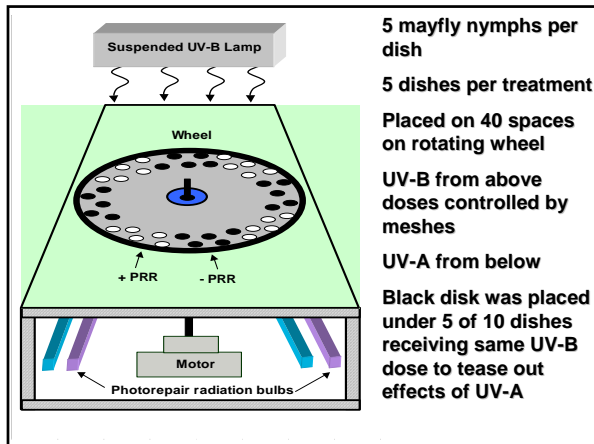 Suspended UV-B Lamp
Wheel
+ PRR
- PRR
Motor
Photorepair radiation bulbs
5 mayfly nymphs per
dish
5 dishes per treatment
Placed on 40 spaces
on rotating wheel
UV-B from above
doses controlled by
meshes
UV-A from below
Black disk was placed
under 5 of 10 dishes
receiving same UV-B
dose to tease out
effects of UV-A